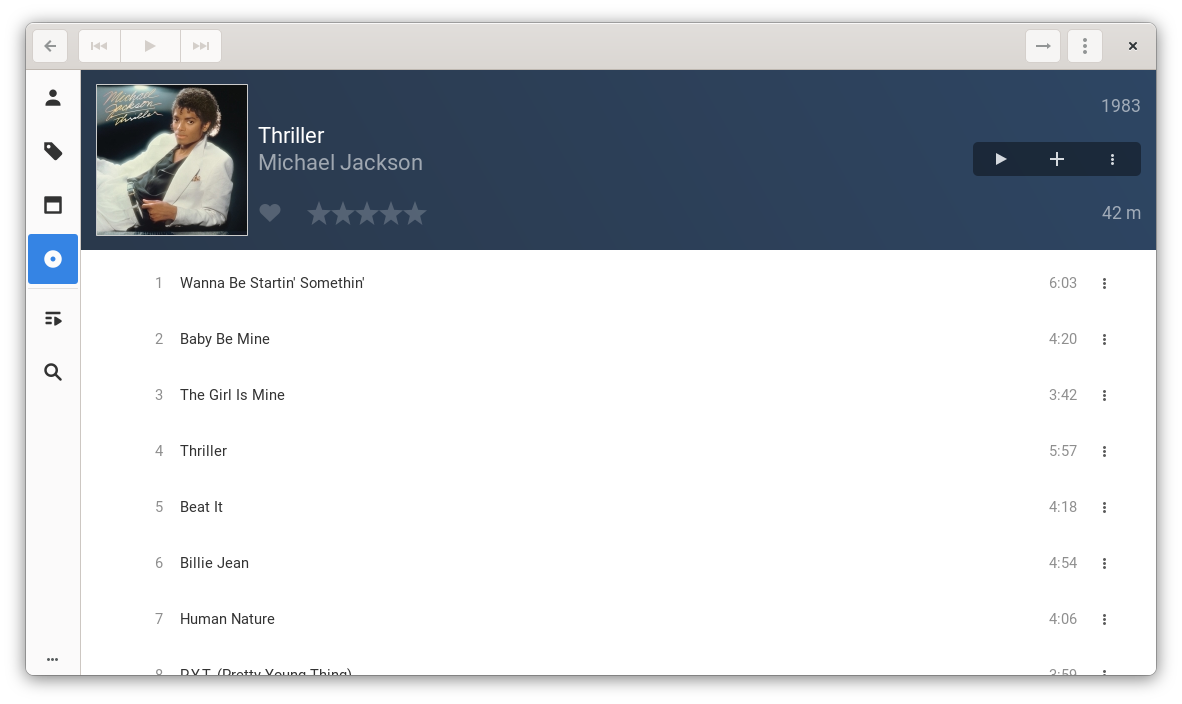 Michael
Jackson
Thriller
1983
Thriller
Michael Jackson
42 m
1 Wanna Be Startin' Somethin' 6:03
2 Baby Be Mine 4:20
3 The Girl Is Mine 3:42
4 Thriller 5:57
5 Beat It 4:18
6 Billie Jean 4:54
7 Human Nature 4:06
8 P.Y.T. (Pretty Young Thing) 3:59